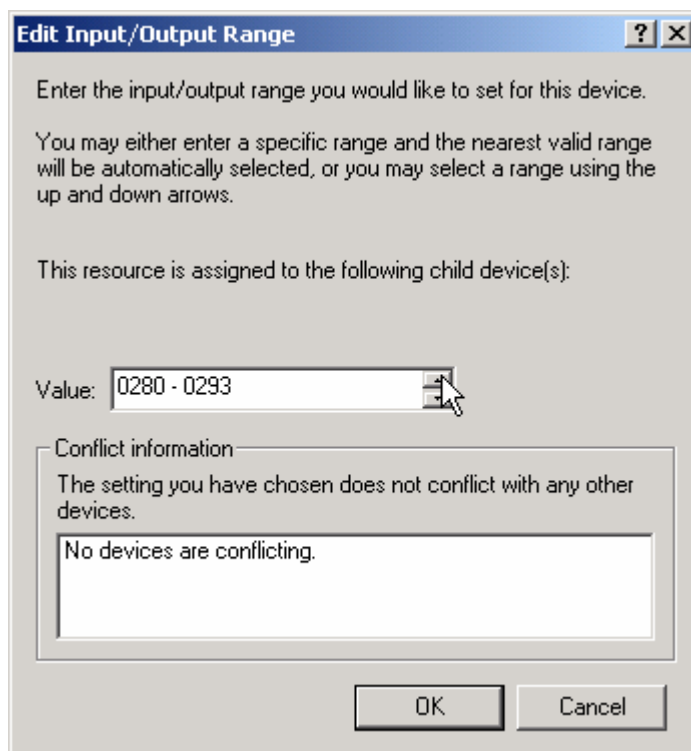 Edit Input/Output Range
Enter the input/output range you would like to set for this device.
You may either enter a specific range and the nearest valid range
will be automatically selected, or you may select a range using the
up and down arrows.
This resource is assigned to the following child device(s):
Value: 0280 - 0293
Conflict information
The setting you have chosen does not conflict with any other
devices.
No devices are conflicting.
OK Cancel